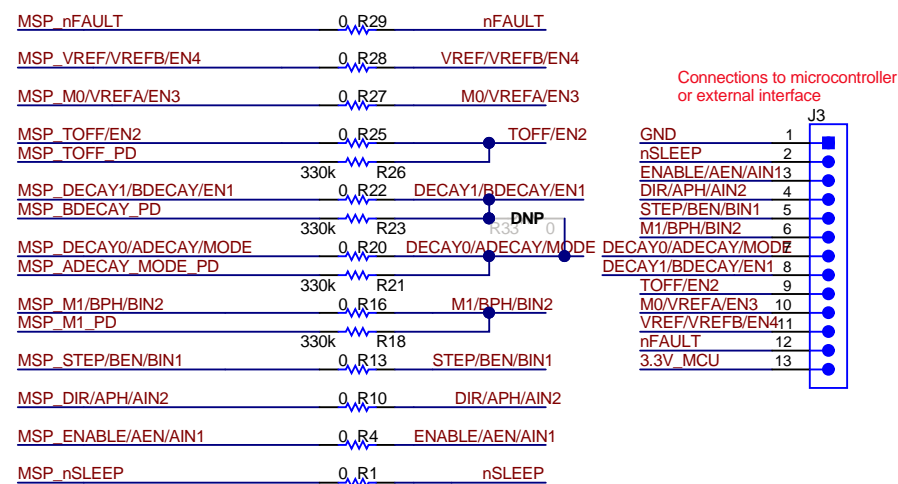 MSP_nFAULT 0 R29 nFAULT
MSP_VREF/VREFB/EN4 0 R28 VREF/VREFB/EN4
MSP_M0/VREFA/EN3 0 R27 M0/VREFA/EN3
MSP_TOFF/EN2 0 R25 TOFF/EN2
MSP_TOFF_PD
330k R26
MSP_DECAY1/BDECAY/EN1 0 R22 DECAY1/BDECAY/EN1
MSP_BDECAY_PD
330k R23
DNP
R33 0
MSP_DECAY0/ADECAY/MODE 0 R20 DECAY0/ADECAY/MODE
MSP_ADECAY_MODE_PD
330k R21
MSP_M1/BPH/BIN2 0 R16 M1/BPH/BIN2
MSP_M1_PD
330k R18
MSP_STEP/BEN/BIN1 0 R13 STEP/BEN/BIN1
MSP_DIR/APH/AIN2 0 R10 DIR/APH/AIN2
MSP_ENABLE/AEN/AIN1 0 R4 ENABLE/AEN/AIN1
MSP_nSLEEP 0 R1 nSLEEP
Connections to microcontroller
or external interface
J3
GND 1
nSLEEP 2
ENABLE/AEN/AIN1 3
DIR/APH/AIN2 4
STEP/BEN/BIN1 5
M1/BPH/BIN2 6
DECAY0/ADECAY/MODE 7
DECAY1/BDECAY/EN1 8
TOFF/EN2 9
M0/VREFA/EN3 10
VREF/VREFB/EN4 11
nFAULT 12
3.3V_MCU 13